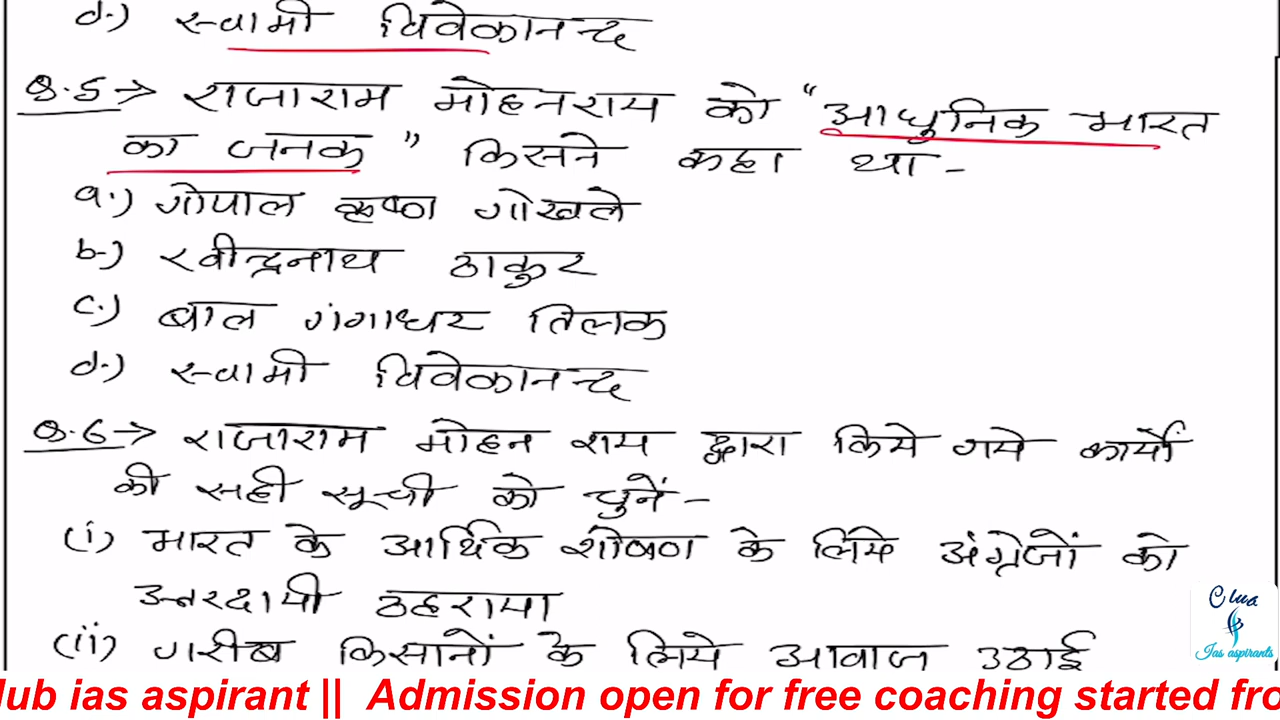 d.) स्वामी विवेकानन्द
Q.5→ राजाराम मोहनराय को "आधुनिक भारत
का जनक" किसने कहा था -
a.) गोपाल कृष्ण गोखले
b.) रवीन्द्रनाथ ठाकुर
c.) बाल गंगाधर तिलक
d.) स्वामी विवेकानन्द
Q.6→ राजाराम मोहन राय द्वारा किये गये कार्यों
की सही सूची को चुनें -
(i) भारत के आर्थिक शोषण के लिये अंग्रेजों को
उत्तरदायी ठहराया
(ii) गरीब किसानों के लिये आवाज उठाई
Ias aspirants
lub ias aspirant || Admission open for free coaching started fro